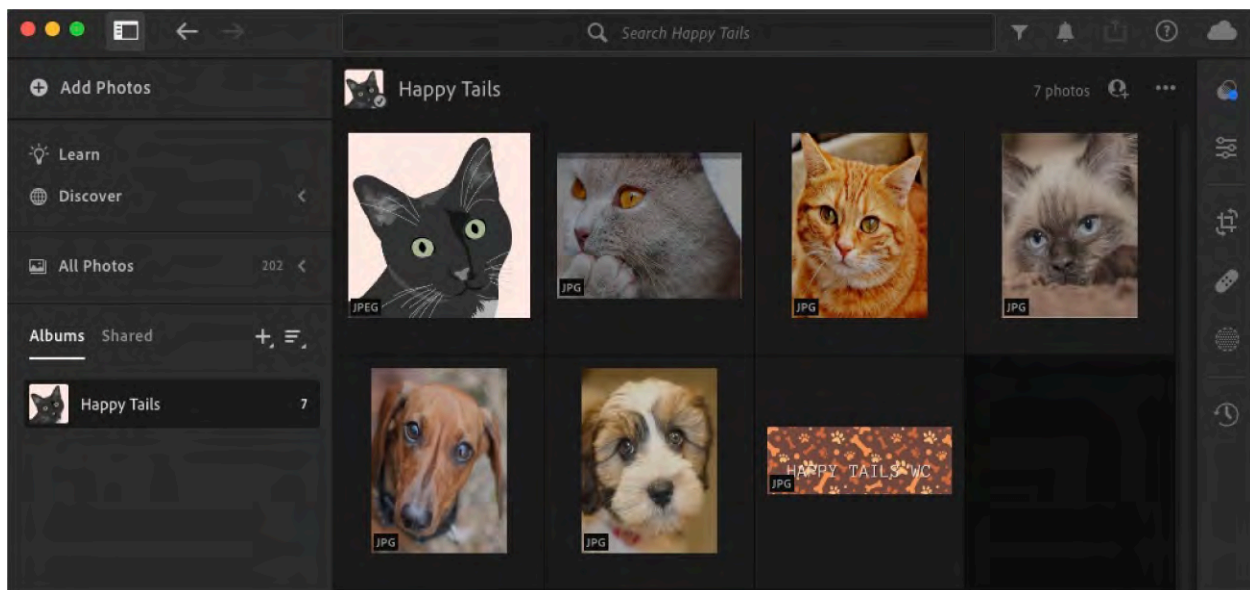 Search Happy Tails
Add Photos
Happy Tails
7 photos
Learn
Discover
All Photos
202
Albums
Shared
Happy Tails
7
JPEG
JPG
JPG
JPG
JPG
JPG
HAPPY TAILS WC
JPG